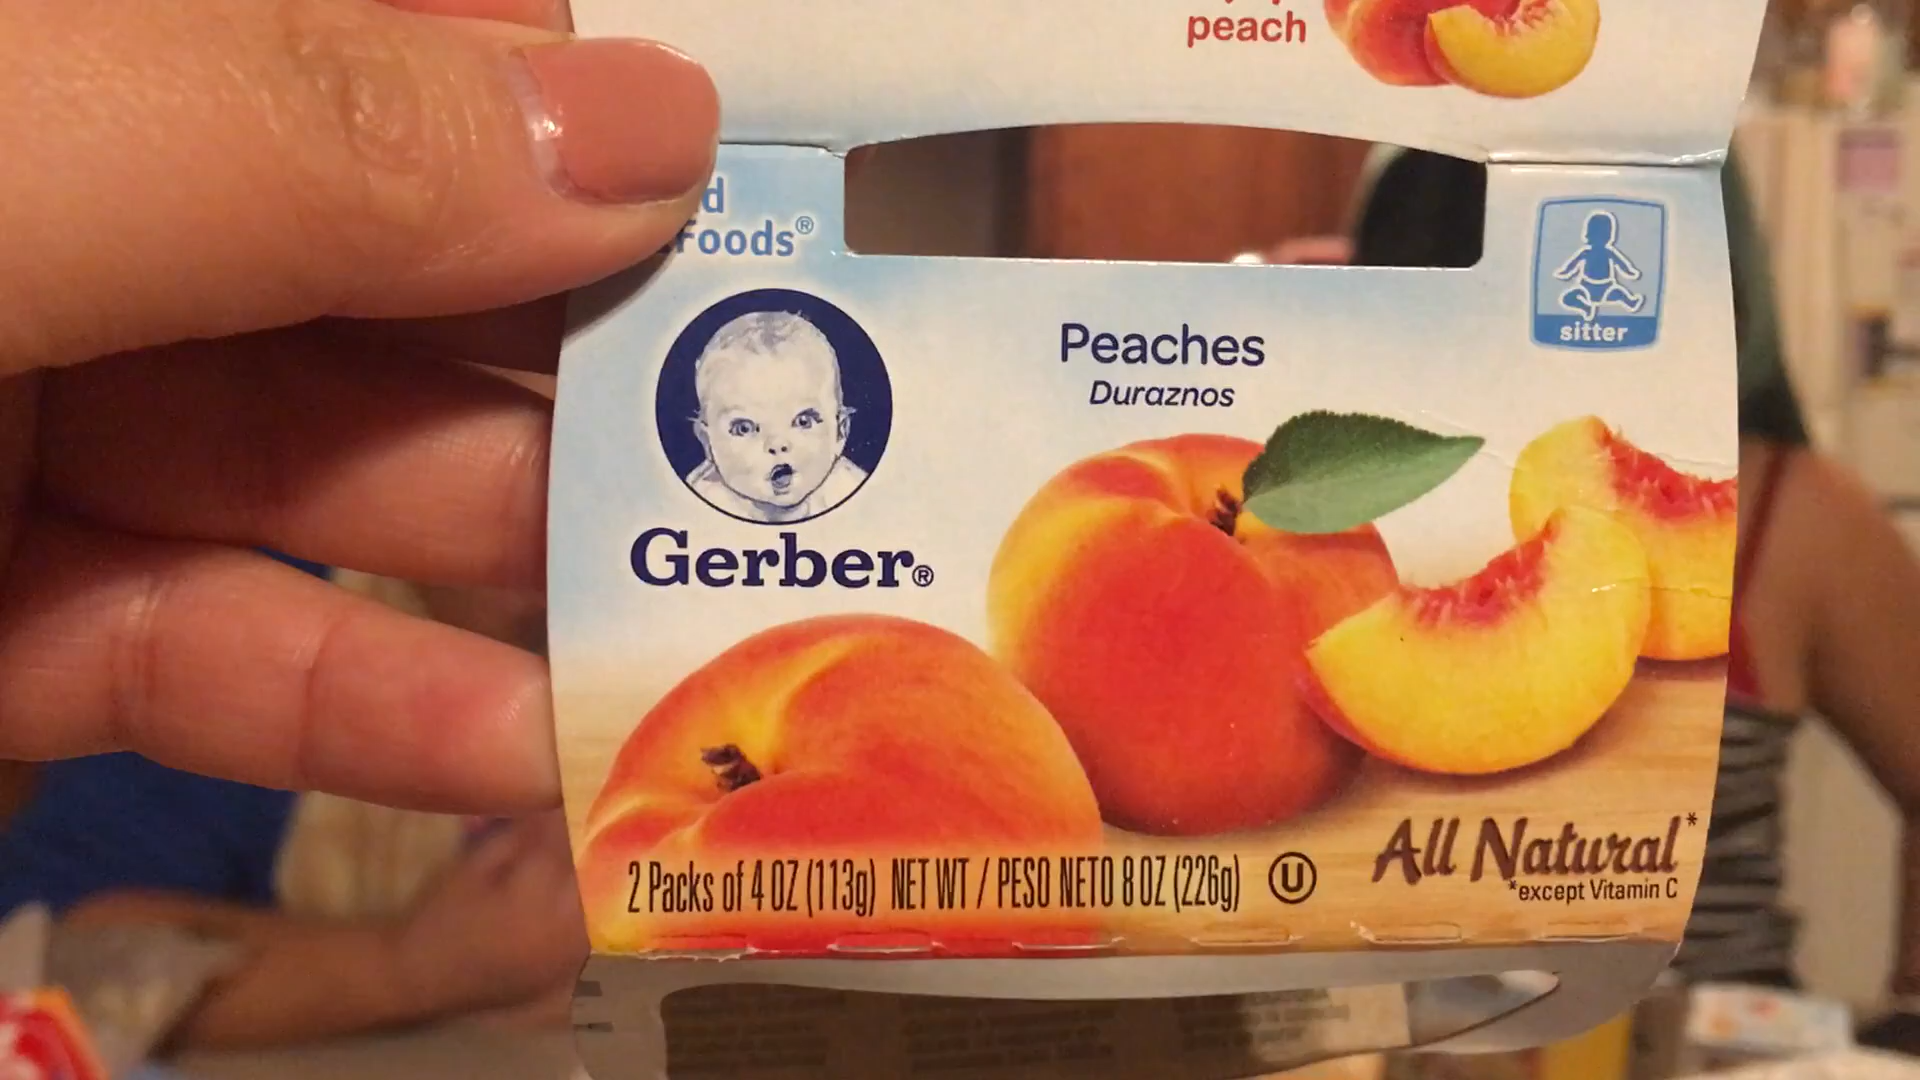 peach
d
Foods®
sitter
Peaches
Duraznos
Gerber®
2 Packs of 4 OZ (113g) NET WT / PESO NETO 8 OZ (226g) U
All Natural*
*except Vitamin C